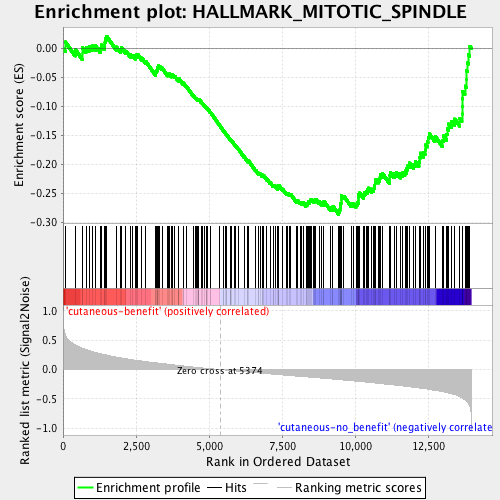 Enrichment plot: HALLMARK_MITOTIC_SPINDLE
Enrichment score (ES)
0.00
-0.05
-0.10
-0.15
-0.20
-0.25
-0.30
'cutaneous-benefit' (positively correlated)
Ranked list metric (Signal2Noise)
1.0
0.5
0.0
-0.5
-1.0
Zero cross at 5374
'cutaneous-no_benefit' (negatively correlate
0
2,500
5,000
7,500
10,000
12,500
Rank in Ordered Dataset
Enrichment profile
Hits
Ranking metric scores